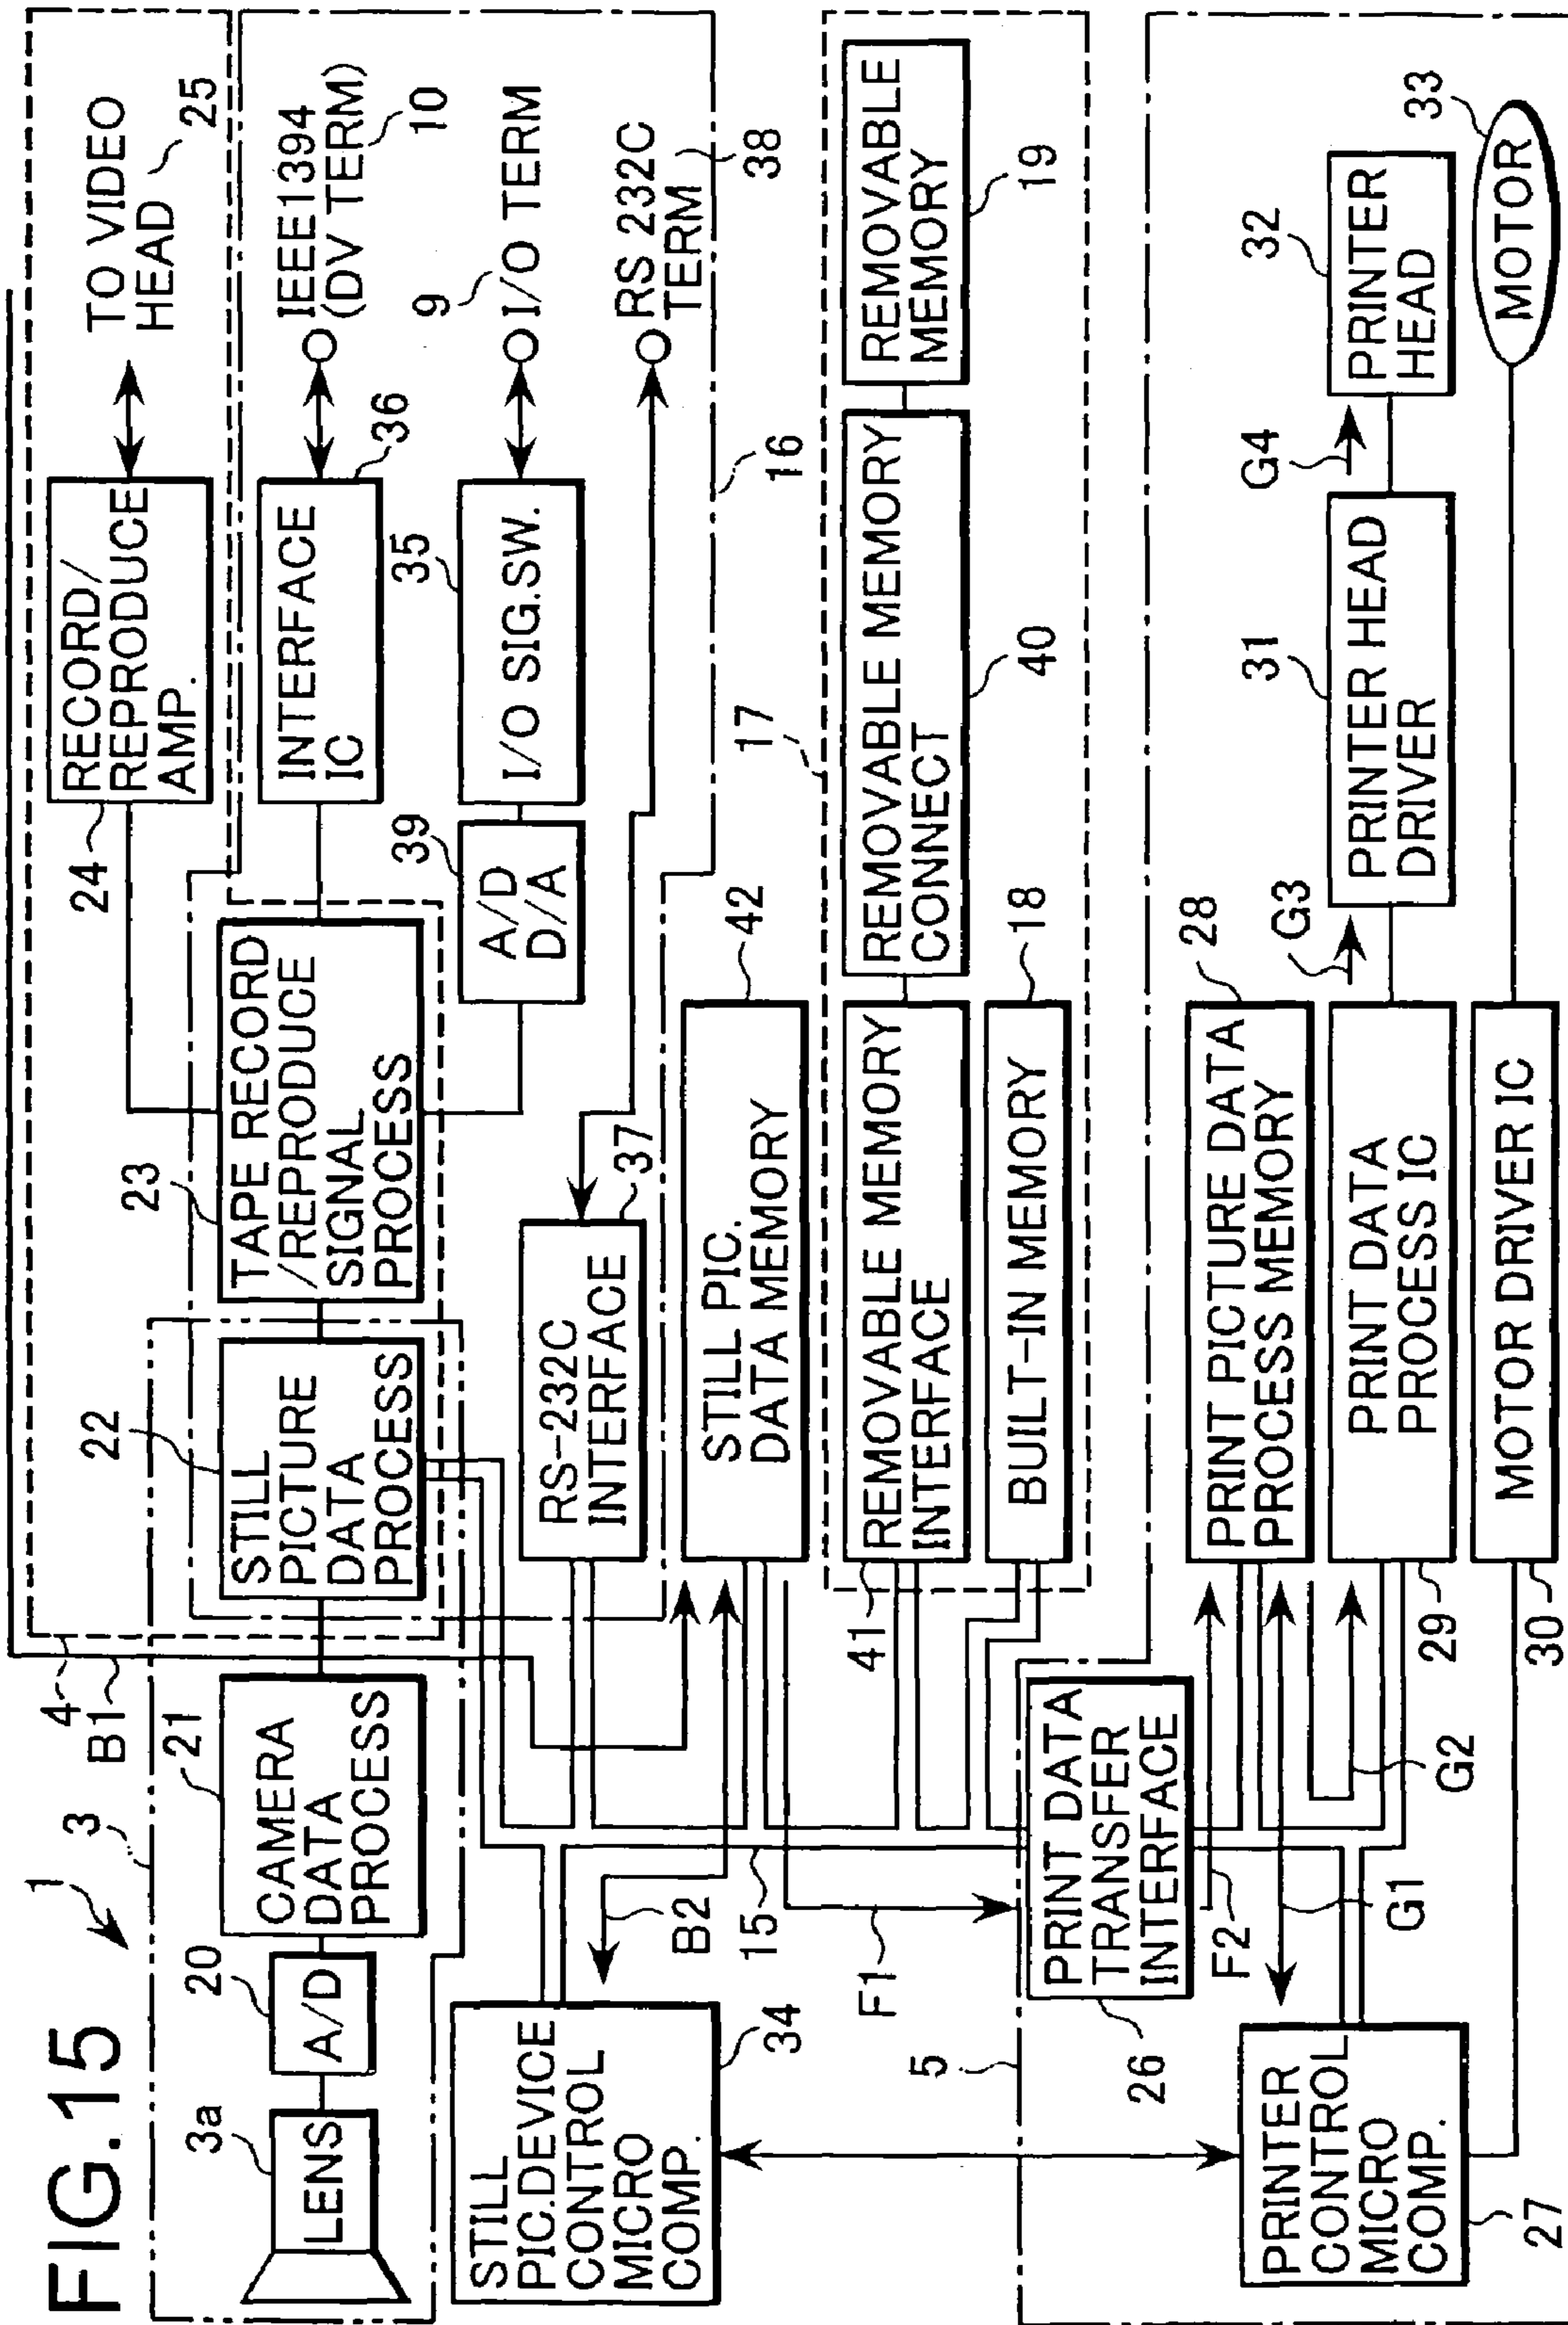 FIG.15
1
3
4
B1
3a
LENS
20
A/D
21
CAMERA
DATA
PROCESS
22
STILL
PICTURE
DATA
PROCESS
23
TAPE RECORD
/REPRODUCE
SIGNAL
PROCESS
24
RECORD/
REPRODUCE
AMP.
TO VIDEO
HEAD
25
INTERFACE
IC
36
IEEE1394
(DV TERM)
10
A/D
D/A
39
I/O SIG.SW.
35
9
I/O TERM
RS 232C
TERM
38
16
RS-232C
INTERFACE
37
STILL
PIC.DEVICE
CONTROL
MICRO
COMP.
34
B2
15
STILL PIC.
DATA MEMORY
42
17
REMOVABLE MEMORY
INTERFACE
41
REMOVABLE MEMORY
CONNECT
40
REMOVABLE
MEMORY
19
BUILT-IN MEMORY
18
F1
5
PRINT DATA
TRANSFER
INTERFACE
26
F2
G1
G2
PRINTER
CONTROL
MICRO
COMP.
27
PRINT PICTURE DATA
PROCESS MEMORY
28
PRINT DATA
PROCESS IC
29
G3
PRINTER HEAD
DRIVER
31
G4
PRINTER
HEAD
32
MOTOR DRIVER IC
30
MOTOR
33